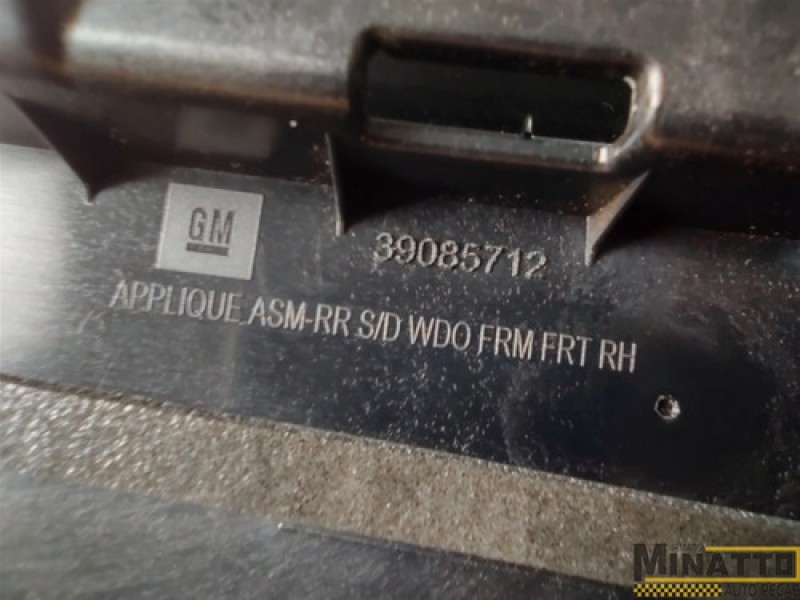 GM
39085712
APPLIQUE ASM-RR S/D WDO FRM FRT RH
MINATTO
AUTO PEÇAS